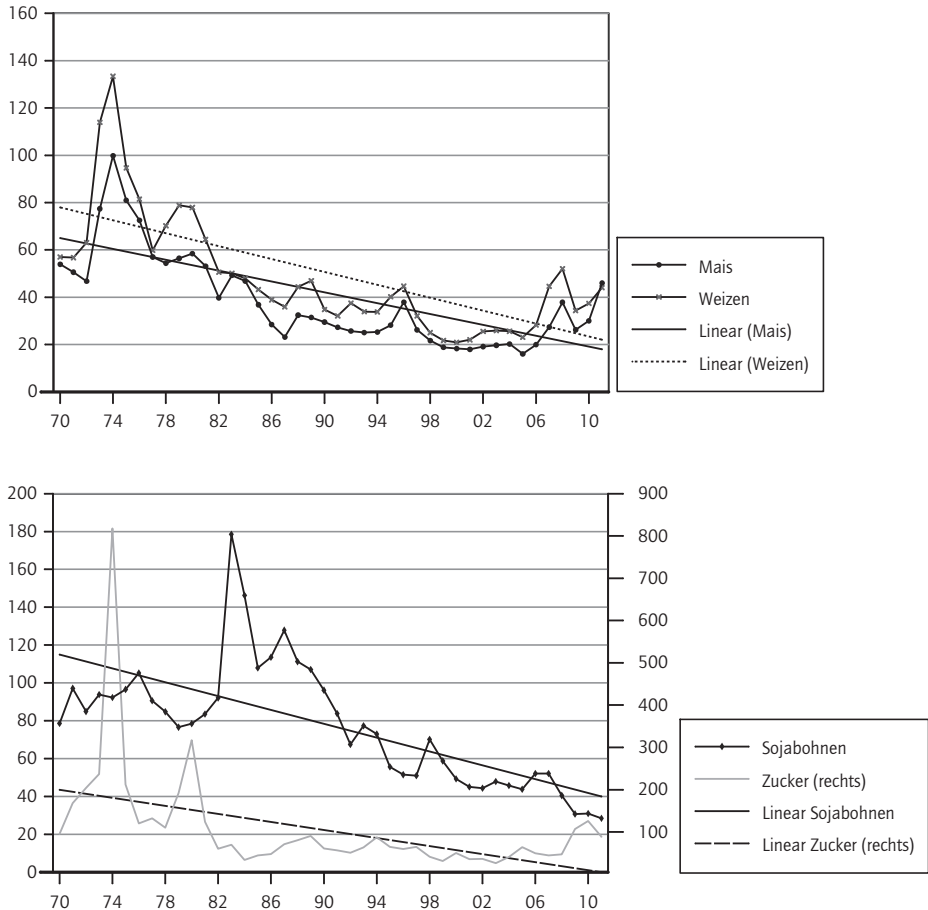 160
140
120
100
80
60
40
20
0
70 74 78 82 86 90 94 98 02 06 10
Mais
Weizen
Linear (Mais)
Linear (Weizen)
200 900
180 800
160 700
140 600
120 500
100 400
80 300
60 200
40 100
20
0
70 74 78 82 86 90 94 98 02 06 10
Sojabohnen
Zucker (rechts)
Linear Sojabohnen
Linear Zucker (rechts)